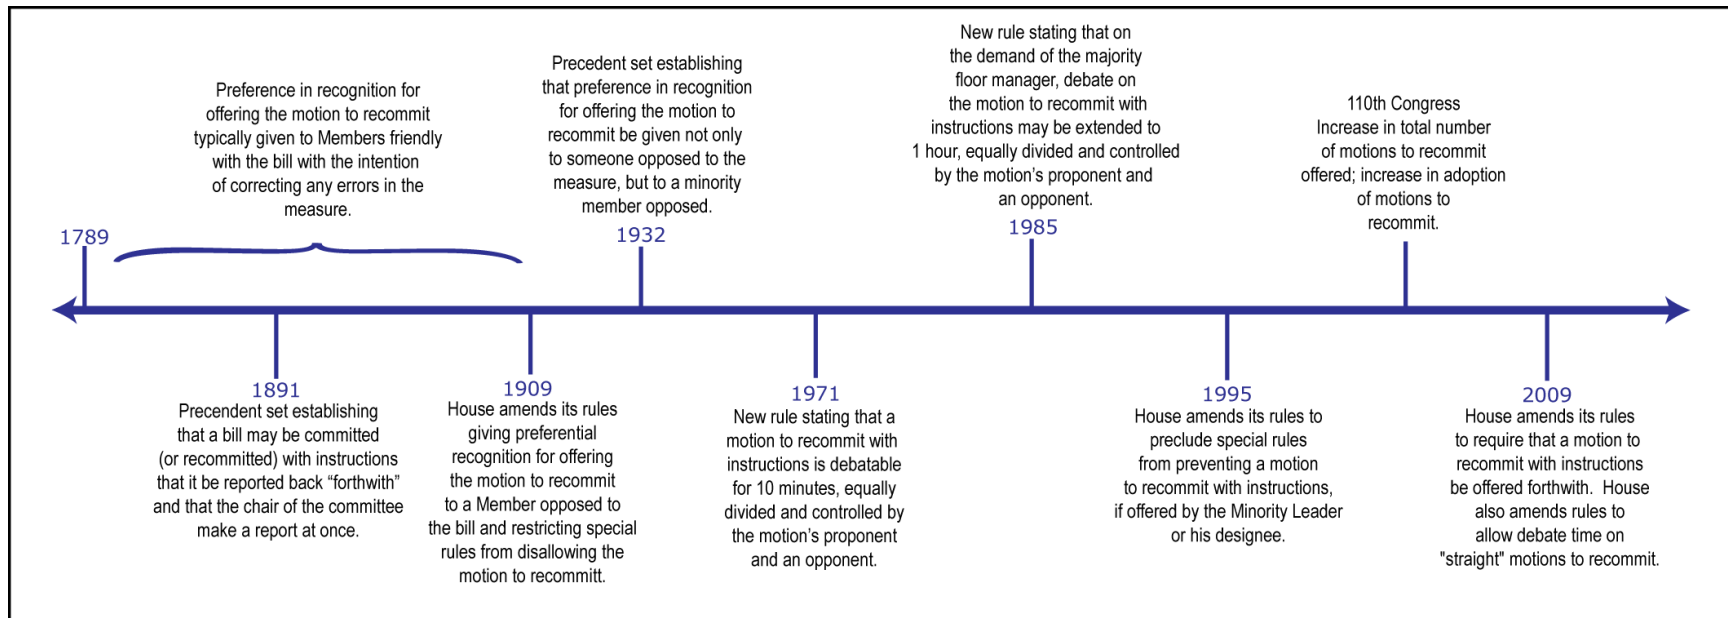 1789
Preference in recognition for
offering the motion to recommit
typically given to Members friendly
with the bill with the intention
of correcting any errors in the
measure.
1891
Precendent set establishing
that a bill may be committed
(or recommitted) with instructions
that it be reported back “forthwith”
and that the chair of the committee
make a report at once.
1909
House amends its rules
giving preferential
recognition for offering
the motion to recommit
to a Member opposed to
the bill and restricting special
rules from disallowing the
motion to recommitt.
Precedent set establishing
that preference in recognition
for offering the motion to
recommit be given not only
to someone opposed to the
measure, but to a minority
member opposed.
1932
1971
New rule stating that a
motion to recommit with
instructions is debatable
for 10 minutes, equally
divided and controlled by
the motion’s proponent
and an opponent.
New rule stating that on
the demand of the majority
floor manager, debate on
the motion to recommit with
instructions may be extended to
1 hour, equally divided and controlled
by the motion’s proponent and
an opponent.
1985
1995
House amends its rules to
preclude special rules
from preventing a motion
to recommit with instructions,
if offered by the Minority Leader
or his designee.
110th Congress
Increase in total number
of motions to recommit
offered; increase in adoption
of motions to
recommit.
2009
House amends its rules
to require that a motion to
recommit with instructions
be offered forthwith.  House
also amends rules to
allow debate time on
"straight" motions to recommit.